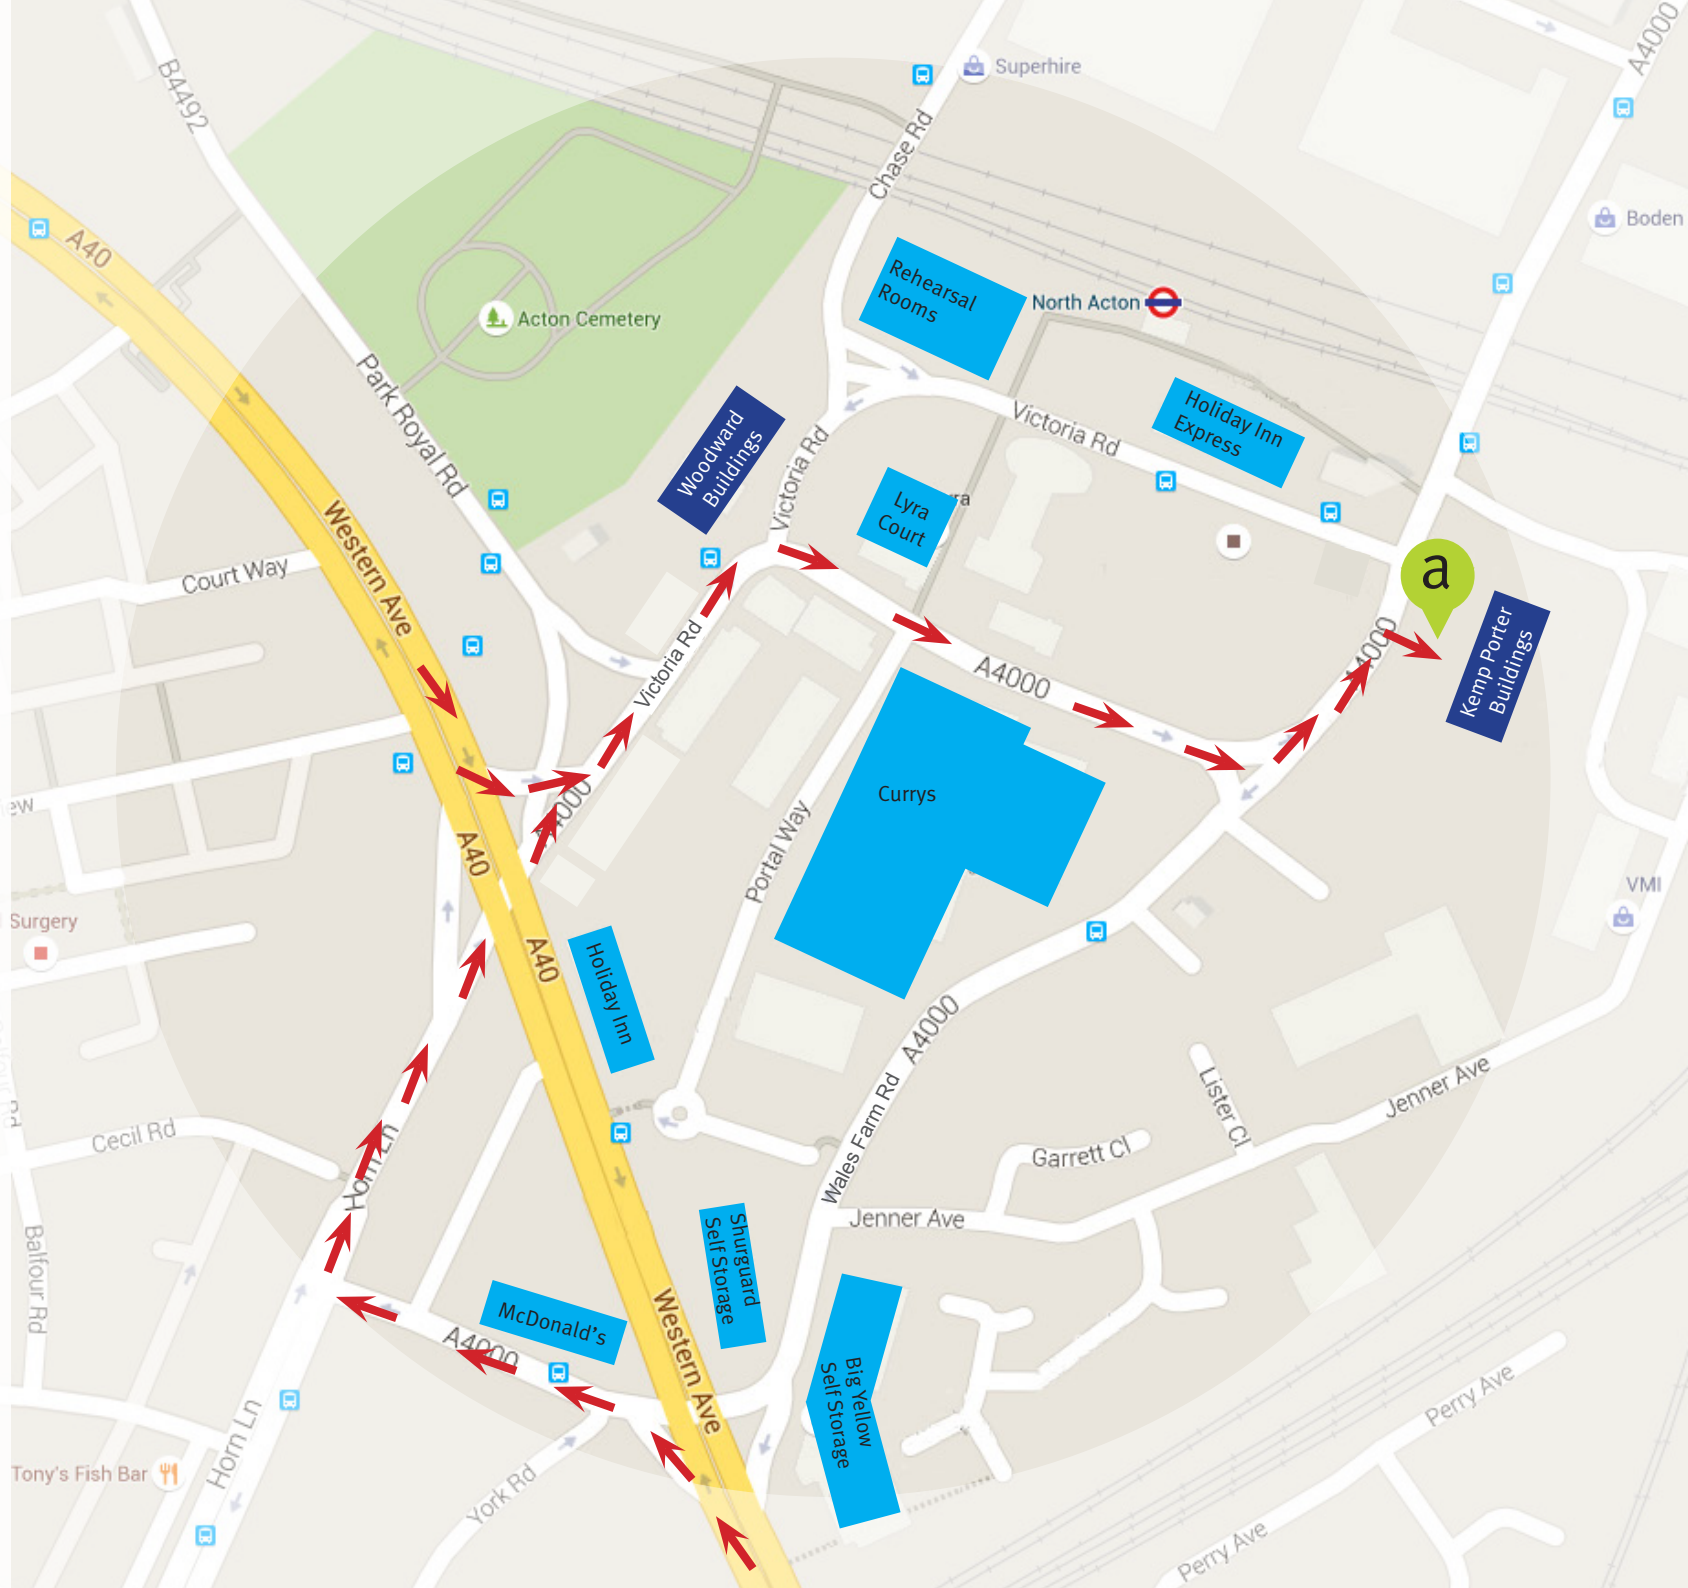 B4492
A4000
Superhire
Chase Rd
Boden
A40
Rehearsal
Rooms
North Acton
Acton Cemetery
Park Royal Rd
Woodward
Buildings
Victoria Rd
Victoria Rd
Holiday Inn
Express
Lyra
Court
ra
Western Ave
Court Way
a
Kemp Porter
Buildings
A4000
Victoria Rd
A4000
A4000
Currys
ew
A40
Portal Way
VMI
Surgery
A40
Holiday Inn
A4000
Wales Farm Rd
Lister Cl
Jenner Ave
Cecil Rd
Horn Ln
Garrett Cl
Jenner Ave
Balfour Rd
Shurguard
Self Storage
McDonald's
A4000
Western Ave
Big Yellow
Self Storage
Perry Ave
Horn Ln
Tony's Fish Bar
York Rd
Perry Ave